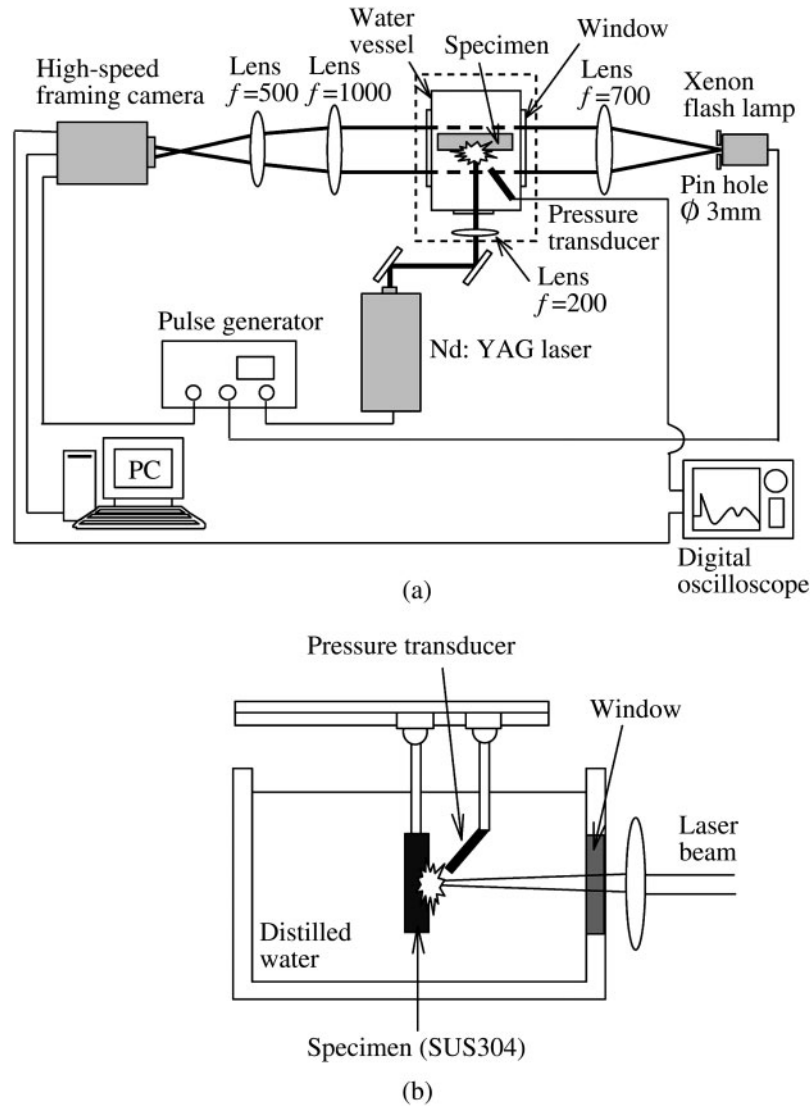 Water
vessel
Specimen
Window
High-speed
framing camera
Lens
f=500
Lens
f=1000
Lens
f=700
Xenon
flash lamp
Pin hole
Ø 3mm
Pressure
transducer
Lens
f=200
Pulse generator
Nd: YAG laser
PC
Digital
oscilloscope
(a)
Pressure transducer
Window
Laser
beam
Distilled
water
Specimen (SUS304)
(b)